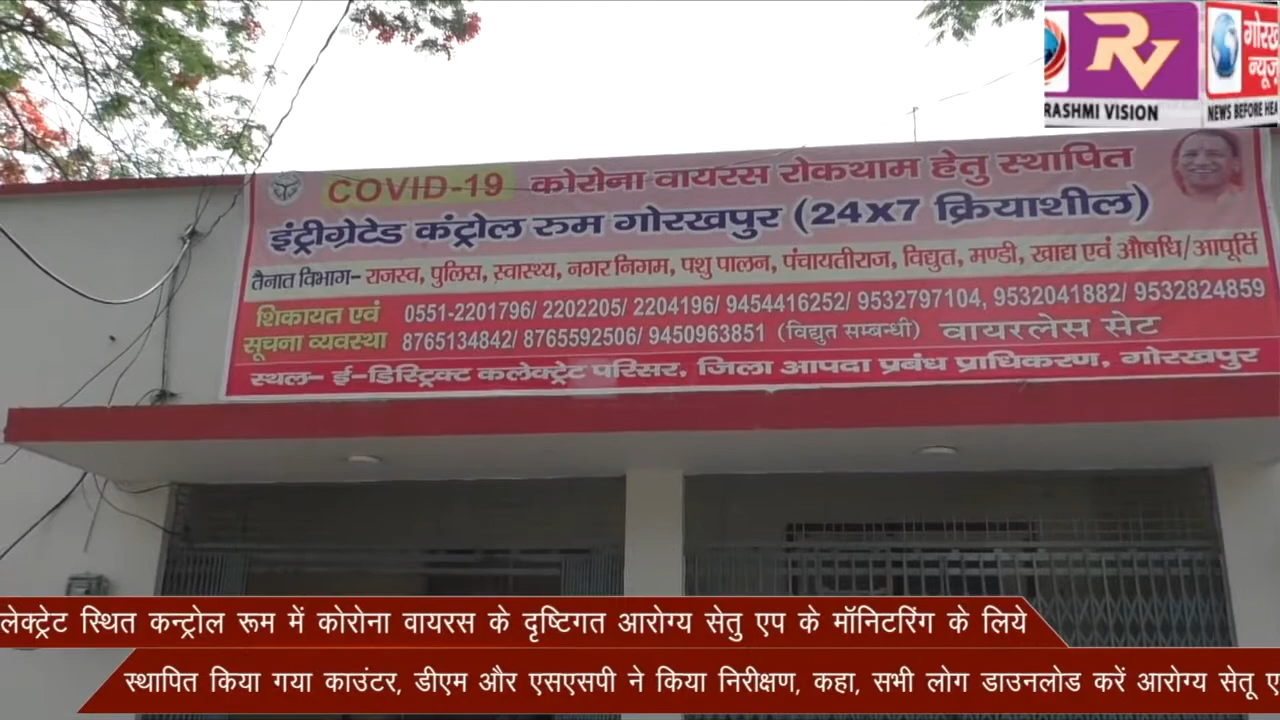 RASHMI VISION
गोरख
न्यूज़
NEWS BEFORE HEA
COVID-19 कोरोना वायरस रोकथाम हेतु स्थापित
इंट्रीग्रेटेड कंट्रोल रुम गोरखपुर (24x7 क्रियाशील)
तैनात विभाग- राजस्व, पुलिस, स्वास्थ्य, नगर निगम, पशु पालन, पंचायतीराज, विद्युत, मण्डी, खाद्य एवं औषधि/आपूर्ति
शिकायत एवं 0551-2201796/ 2202205/ 2204196/ 9454416252/ 9532797104, 9532041882/ 9532824859
सूचना व्यवस्था 8765134842/ 8765592506/ 9450963851 (विद्युत सम्बन्धी) वायरलेस सेट
स्थल- ई-डिस्ट्रिक्ट कलेक्ट्रेट परिसर, जिला आपदा प्रबंध प्राधिकरण, गोरखपुर
लेक्ट्रेट स्थित कन्ट्रोल रूम में कोरोना वायरस के दृष्टिगत आरोग्य सेतु एप के मॉनिटरिंग के लिये
स्थापित किया गया काउंटर, डीएम और एसएसपी ने किया निरीक्षण, कहा, सभी लोग डाउनलोड करें आरोग्य सेतू ए